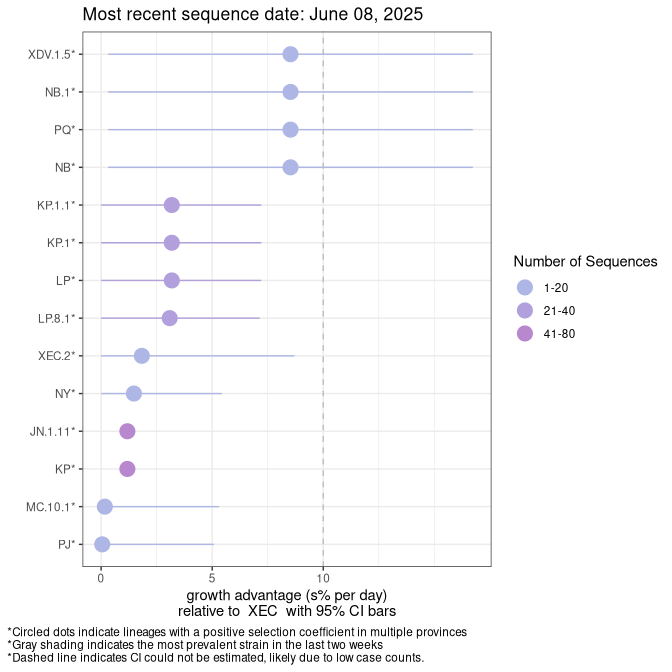 Most recent sequence date: June 08, 2025
XDV.1.5*
NB.1*
PQ*
NB*
KP.1.1*
KP.1*
LP*
LP.8.1*
XEC.2*
NY*
JN.1.11*
KP*
MC.10.1*
PJ*
0
5
10
growth advantage (s% per day)
relative to  XEC  with 95% CI bars
Number of Sequences
1-20
21-40
41-80
*Circled dots indicate lineages with a positive selection coefficient in multiple provinces
*Gray shading indicates the most prevalent strain in the last two weeks
*Dashed line indicates CI could not be estimated, likely due to low case counts.